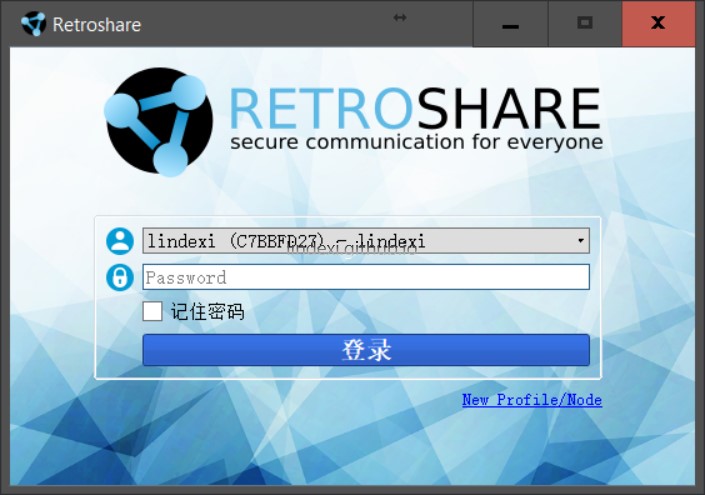 Retroshare
RETROSHARE
secure communication for everyone
lindexi (C7BBFD27) - lindexi
lindexi.github.io
Password
记住密码
登录
New Profile/Node